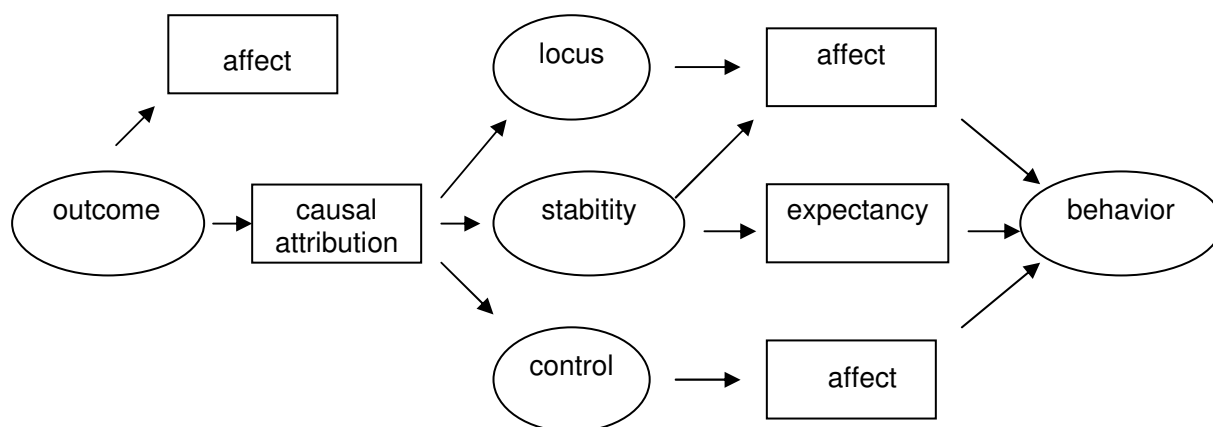 affect
locus
affect
outcome
causal
attribution
stabitity
expectancy
behavior
control
affect